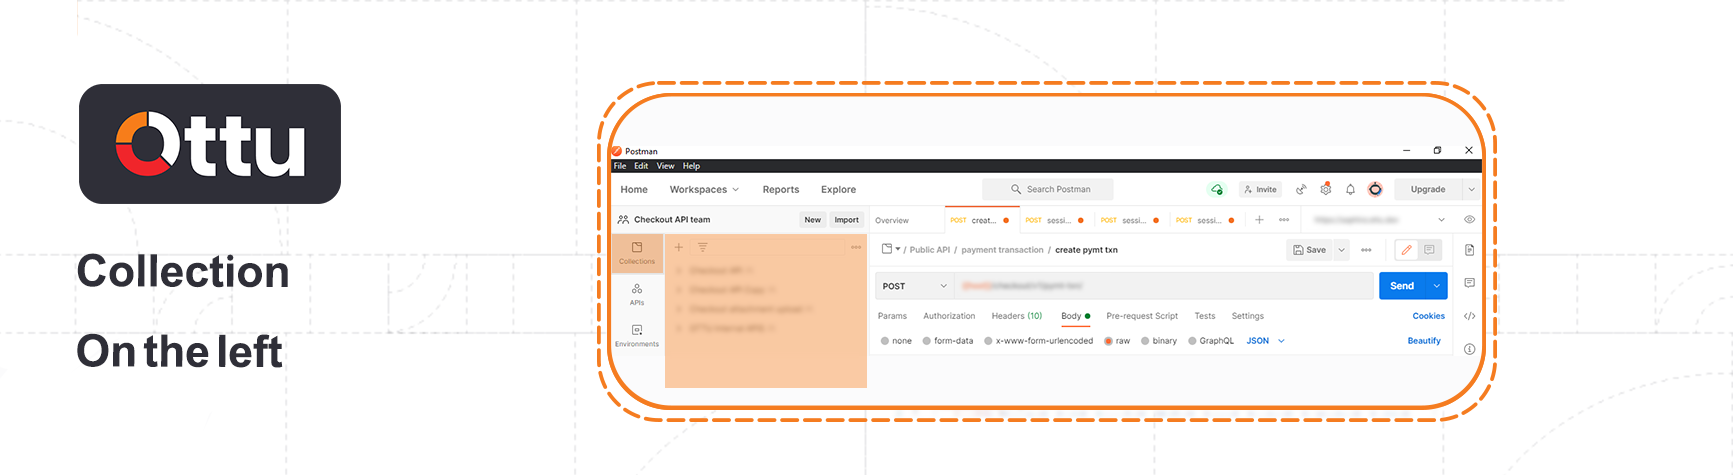 Ottu
Collection
On the left
Postman
File Edit View Help
Home Workspaces Reports Explore
Search Postman
Invite
Upgrade
Checkout API team
New Import
Overview
POST creat...
POST sessi...
POST sessi...
POST sessi...
Collections
APIs
Environments
/ Public API / payment transaction / create pymt txn
Save
POST
Send
Params Authorization Headers (10) Body Pre-request Script Tests Settings
Cookies
none form-data x-www-form-urlencoded raw binary GraphQL JSON
Beautify